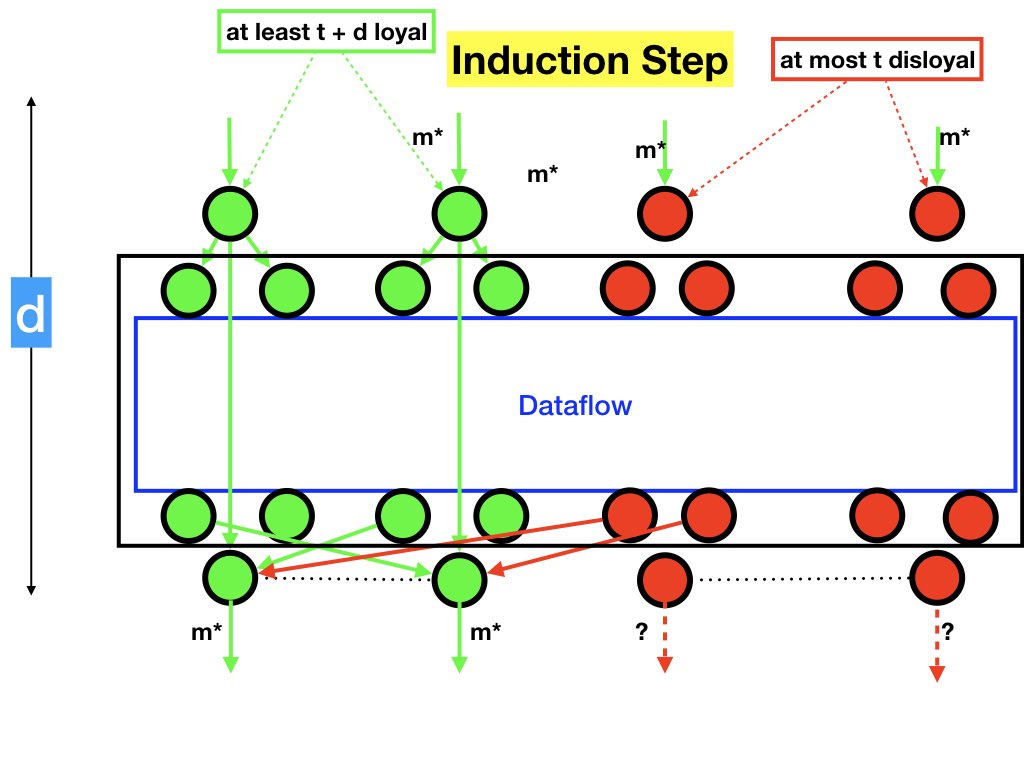 at least t + d loyal
Induction Step
at most t disloyal
m*
m*
m*
m*
d
Dataflow
m*
m*
?
?